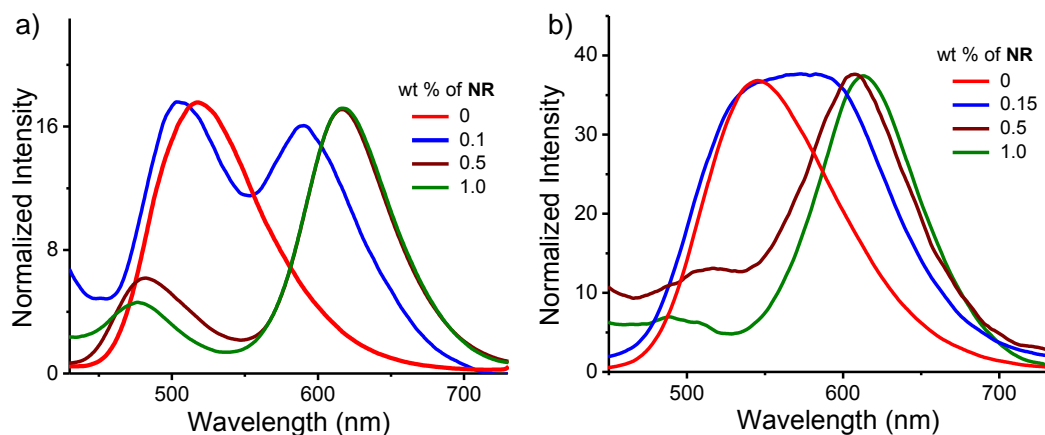 a)
Normalized Intensity
16
8
0
wt % of NR
0
0.1
0.5
1.0
500
600
700
Wavelength (nm)
b)
Normalized Intensity
40
30
20
10
0
wt % of NR
0
0.15
0.5
1.0
500
600
700
Wavelength (nm)